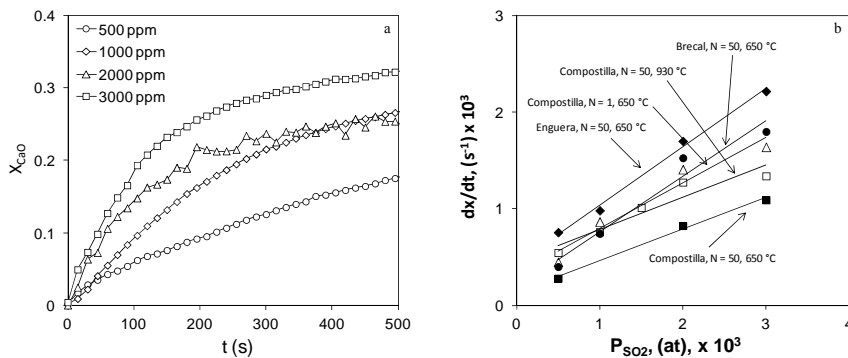 a
500 ppm
1000 ppm
2000 ppm
3000 ppm
0.4
0.3
0.2
0.1
0
X_CaO
0 100 200 300 400 500
t (s)
b
Brecal, N = 50, 650 °C
Compostilla, N = 50, 930 °C
Compostilla, N = 1, 650 °C
Enguera, N = 50, 650 °C
Compostilla, N = 50, 650 °C
3
2
1
0
dx/dt, (s⁻¹) x 10³
0 1 2 3 4
P_SO2, (at), x 10³